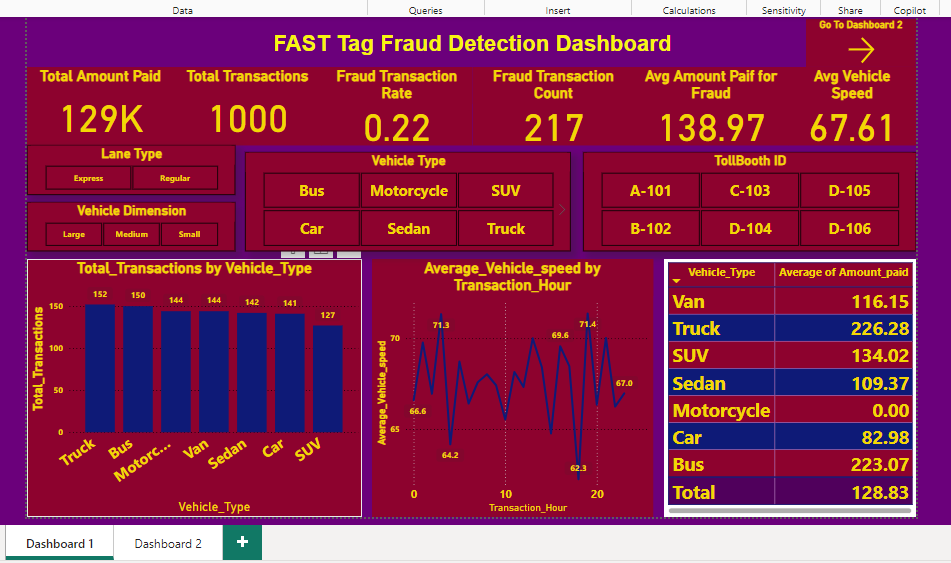 Data Queries Insert Calculations Sensitivity Share Copilot
FAST Tag Fraud Detection Dashboard
Go To Dashboard 2
Total Amount Paid
129K
Total Transactions
1000
Fraud Transaction
Rate
0.22
Fraud Transaction
Count
217
Avg Amount Paif for
Fraud
138.97
Avg Vehicle
Speed
67.61
Lane Type
Express Regular
Vehicle Dimension
Large Medium Small
Vehicle Type
Bus Motorcycle SUV
Car Sedan Truck
TollBooth ID
A-101 C-103 D-105
B-102 D-104 D-106
Total_Transactions by Vehicle_Type
Total_Transactions
150
100
50
0
152 150 144 144 142 141 127
Truck Bus Motorc... Van Sedan Car SUV
Vehicle_Type
Average_Vehicle_speed by
Transaction_Hour
Average_Vehicle_speed
70
65
66.6
71.3
64.2
69.6
62.3
71.4
67.0
0 10 20
Transaction_Hour
Vehicle_Type Average of Amount_paid
Van 116.15
Truck 226.28
SUV 134.02
Sedan 109.37
Motorcycle 0.00
Car 82.98
Bus 223.07
Total 128.83
Dashboard 1 Dashboard 2 +